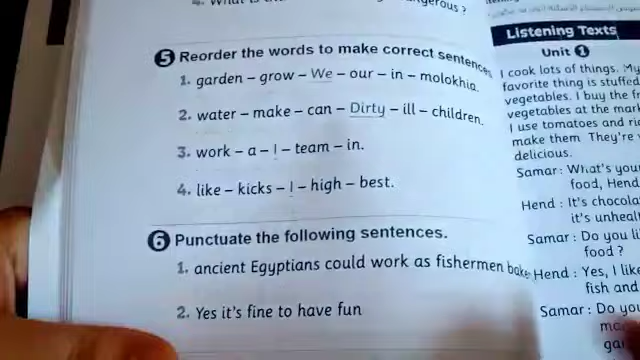 5 Reorder the words to make correct sentences.
1. garden – grow – We – our – in – molokhia.
2. water – make – can – Dirty – ill – children.
3. work – a – I – team – in.
4. like – kicks – I – high – best.
6 Punctuate the following sentences.
1. ancient Egyptians could work as fishermen bake
2. Yes it's fine to have fun
Listening Texts
Unit 1
I cook lots of things. My
favorite thing is stuffed
vegetables. I buy the
vegetables at the
I use tomatoes and
make them They're
delicious.
Samar : What's your
food, Hend
Hend : It's
it's
Samar : Do you
food ?
Hend : Yes, I like
fish and
Samar : Do you